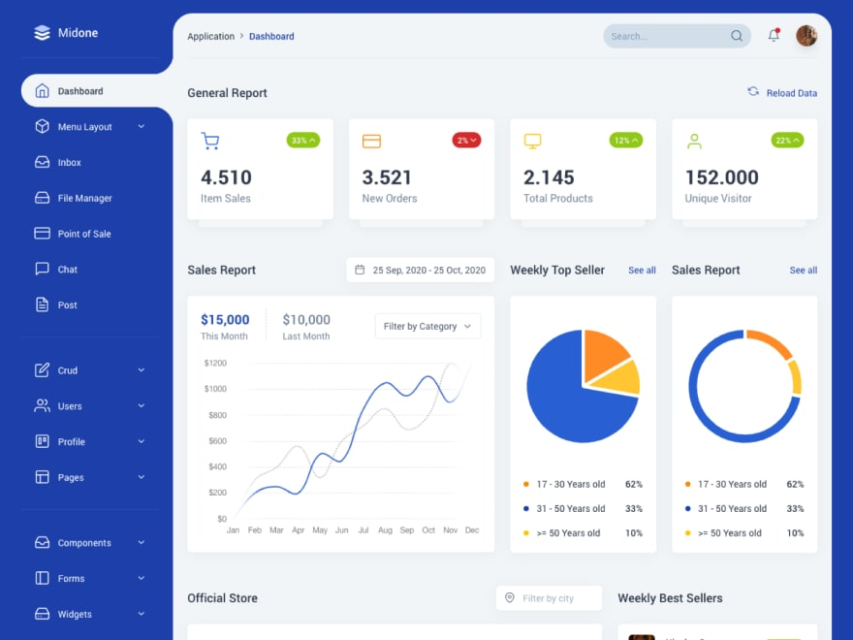 Midone
Application > Dashboard
Search...
Dashboard
Menu Layout
Inbox
File Manager
Point of Sale
Chat
Post
Crud
Users
Profile
Pages
Components
Forms
Widgets
General Report
Reload Data
33%
4.510
Item Sales
2%
3.521
New Orders
12%
2.145
Total Products
22%
152.000
Unique Visitor
Sales Report
25 Sep, 2020 - 25 Oct, 2020
$15,000
This Month
$10,000
Last Month
Filter by Category
$1200
$1000
$800
$600
$400
$200
$0
Jan Feb Mar Apr May Jun Jul Aug Sep Oct Nov Dec
Weekly Top Seller
See all
17 - 30 Years old 62%
31 - 50 Years old 33%
>= 50 Years old 10%
Sales Report
See all
17 - 30 Years old 62%
31 - 50 Years old 33%
>= 50 Years old 10%
Official Store
Filter by city
Weekly Best Sellers